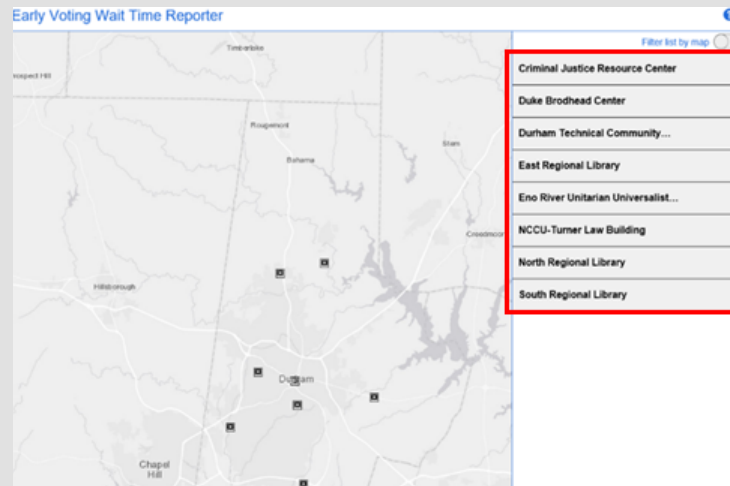 Early Voting Wait Time Reporter
Filter list by map
Criminal Justice Resource Center
Duke Brodhead Center
Durham Technical Community...
East Regional Library
Eno River Unitarian Universalist...
NCCU-Turner Law Building
North Regional Library
South Regional Library
Timberlake
Rougemont
Bahama
Stem
Creedmoor
Hillsborough
Durham
Chapel
Hill